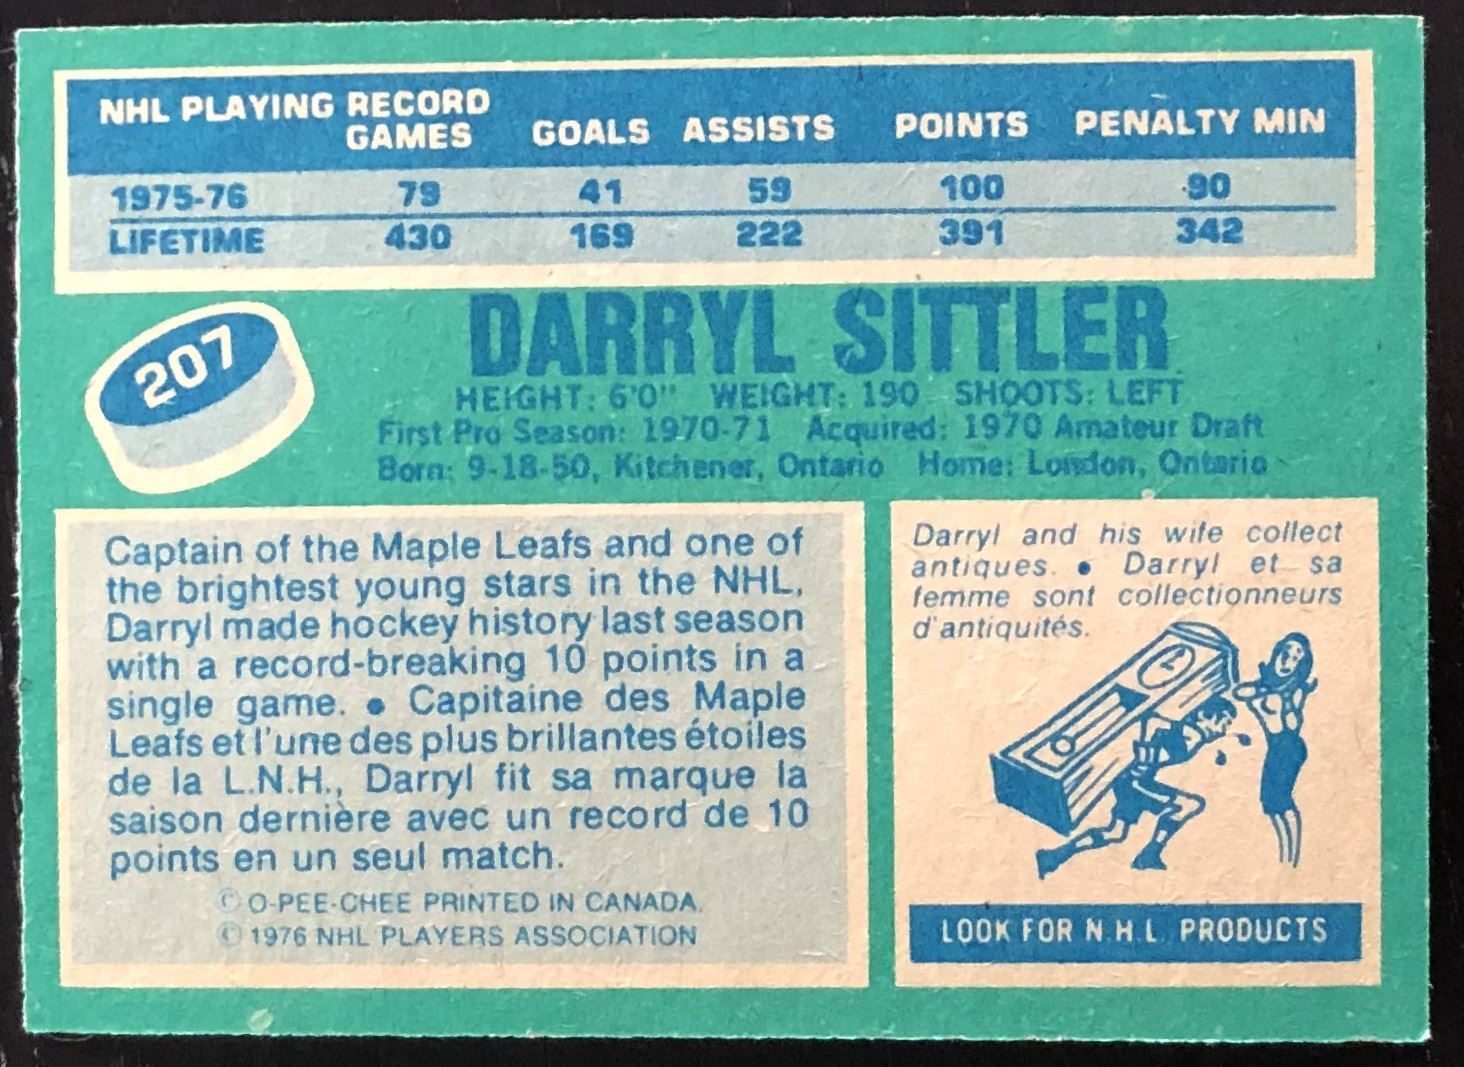 NHL PLAYING RECORD
GAMES GOALS ASSISTS POINTS PENALTY MIN
1975-76 79 41 59 100 90
LIFETIME 430 169 222 391 342
207
DARRYL SITTLER
HEIGHT: 6'0" WEIGHT: 190 SHOOTS: LEFT
First Pro Season: 1970-71 Acquired: 1970 Amateur Draft
Born: 9-18-50, Kitchener, Ontario Home: London, Ontario
Captain of the Maple Leafs and one of
the brightest young stars in the NHL,
Darryl made hockey history last season
with a record-breaking 10 points in a
single game. • Capitaine des Maple
Leafs et l'une des plus brillantes étoiles
de la L.N.H., Darryl fit sa marque la
saison dernière avec un record de 10
points en un seul match.
© O-PEE-CHEE PRINTED IN CANADA.
© 1976 NHL PLAYERS ASSOCIATION
Darryl and his wife collect
antiques. • Darryl et sa
femme sont collectionneurs
d'antiquités.
LOOK FOR N.H.L. PRODUCTS